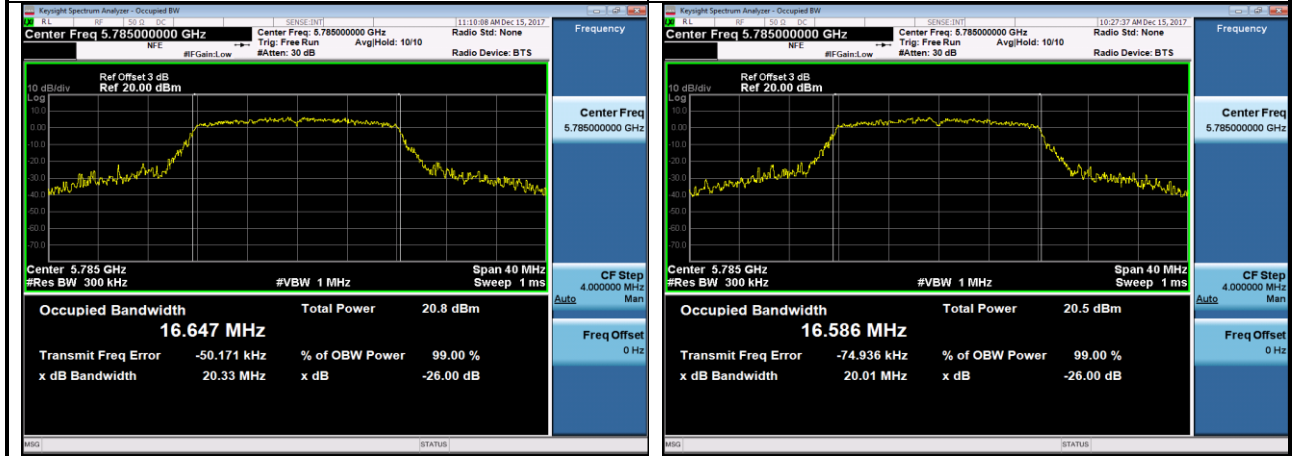 Keysight Spectrum Analyzer - Occupied BW
RL RF 50 Ω DC SENSE:INT 11:10:08 AM Dec 15, 2017
Center Freq 5.785000000 GHz
NFE
#IFGain:Low
Center Freq: 5.785000000 GHz
Trig: Free Run Avg|Hold: 10/10
#Atten: 30 dB
Radio Std: None
Radio Device: BTS
Frequency
Ref Offset 3 dB
10 dB/div Ref 20.00 dBm
Log
10.0
0.00
-10.0
-20.0
-30.0
-40.0
-50.0
-60.0
-70.0
Center Freq
5.785000000 GHz
Center 5.785 GHz Span 40 MHz
#Res BW 300 kHz #VBW 1 MHz Sweep 1 ms
CF Step
4.000000 MHz
Auto Man
Occupied Bandwidth Total Power 20.8 dBm
16.647 MHz
Transmit Freq Error -50.171 kHz % of OBW Power 99.00 %
x dB Bandwidth 20.33 MHz x dB -26.00 dB
Freq Offset
0 Hz
MSG STATUS
Keysight Spectrum Analyzer - Occupied BW
RL RF 50 Ω DC SENSE:INT 10:27:37 AM Dec 15, 2017
Center Freq 5.785000000 GHz
NFE
#IFGain:Low
Center Freq: 5.785000000 GHz
Trig: Free Run Avg|Hold: 10/10
#Atten: 30 dB
Radio Std: None
Radio Device: BTS
Frequency
Ref Offset 3 dB
10 dB/div Ref 20.00 dBm
Log
10.0
0.00
-10.0
-20.0
-30.0
-40.0
-50.0
-60.0
-70.0
Center Freq
5.785000000 GHz
Center 5.785 GHz Span 40 MHz
#Res BW 300 kHz #VBW 1 MHz Sweep 1 ms
CF Step
4.000000 MHz
Auto Man
Occupied Bandwidth Total Power 20.5 dBm
16.586 MHz
Transmit Freq Error -74.936 kHz % of OBW Power 99.00 %
x dB Bandwidth 20.01 MHz x dB -26.00 dB
Freq Offset
0 Hz
MSG STATUS